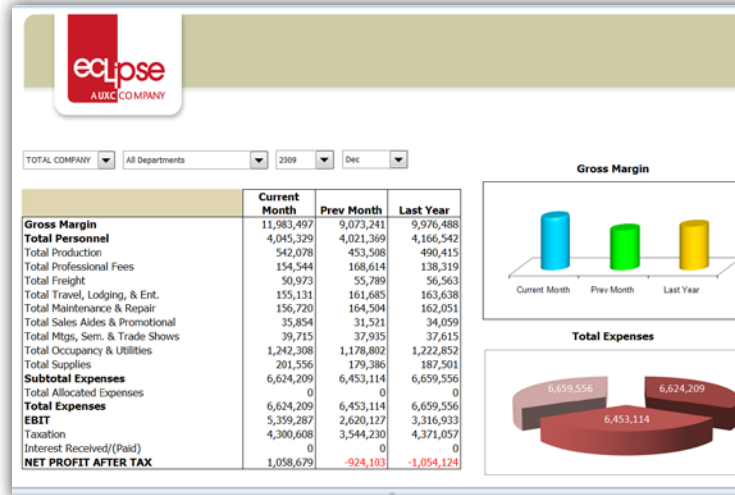 ecLipse
A UXC COMPANY
TOTAL COMPANY All Departments 2009 Dec
Gross Margin
Current Month Prev Month Last Year
Gross Margin 11,983,497 9,073,241 9,976,488
Total Personnel 4,045,329 4,021,369 4,166,542
Total Production 542,078 453,508 490,415
Total Professional Fees 154,544 168,614 138,319
Total Freight 50,973 55,789 56,563
Total Travel, Lodging, & Ent. 155,131 161,685 163,638
Total Maintenance & Repair 156,720 164,504 162,051
Total Sales Aides & Promotional 35,854 31,521 34,059
Total Mtgs, Sem. & Trade Shows 39,715 37,935 37,615
Total Occupancy & Utilities 1,242,308 1,178,802 1,222,852
Total Supplies 201,556 179,386 187,501
Subtotal Expenses 6,624,209 6,453,114 6,659,556
Total Allocated Expenses 0 0 0
Total Expenses 6,624,209 6,453,114 6,659,556
EBIT 5,359,287 2,620,127 3,316,933
Taxation 4,300,608 3,544,230 4,371,057
Interest Received/(Paid) 0 0 0
NET PROFIT AFTER TAX 1,058,679 -924,103 -1,054,124
Current Month Prev Month Last Year
Total Expenses
6,659,556 6,624,209
6,453,114